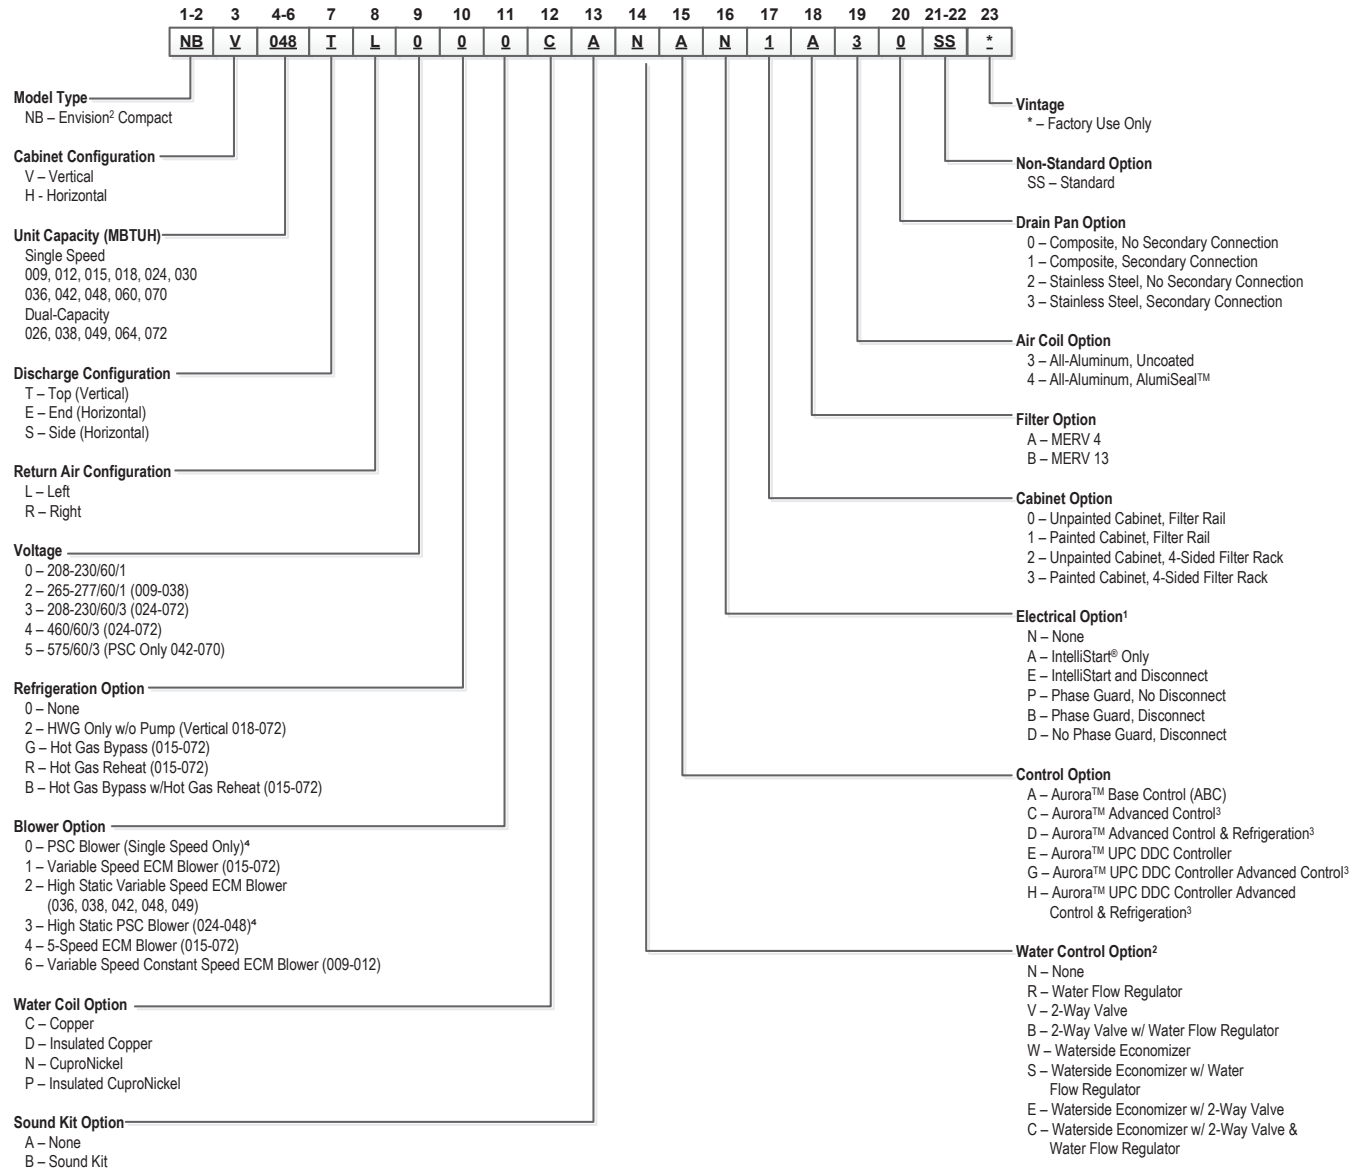 1-2 3 4-6 7 8 9 10 11 12 13 14 15 16 17 18 19 20 21-22 23
NB V 048 T L 0 0 0 C A N A N 1 A 3 0 SS *
Model Type
NB – Envision² Compact
Cabinet Configuration
V – Vertical
H - Horizontal
Unit Capacity (MBTUH)
Single Speed
009, 012, 015, 018, 024, 030
036, 042, 048, 060, 070
Dual-Capacity
026, 038, 049, 064, 072
Discharge Configuration
T – Top (Vertical)
E – End (Horizontal)
S – Side (Horizontal)
Return Air Configuration
L – Left
R – Right
Voltage
0 – 208-230/60/1
2 – 265-277/60/1 (009-038)
3 – 208-230/60/3 (024-072)
4 – 460/60/3 (024-072)
5 – 575/60/3 (PSC Only 042-070)
Refrigeration Option
0 – None
2 – HWG Only w/o Pump (Vertical 018-072)
G – Hot Gas Bypass (015-072)
R – Hot Gas Reheat (015-072)
B – Hot Gas Bypass w/Hot Gas Reheat (015-072)
Blower Option
0 – PSC Blower (Single Speed Only)⁴
1 – Variable Speed ECM Blower (015-072)
2 – High Static Variable Speed ECM Blower
(036, 038, 042, 048, 049)
3 – High Static PSC Blower (024-048)⁴
4 – 5-Speed ECM Blower (015-072)
6 – Variable Speed Constant Speed ECM Blower (009-012)
Water Coil Option
C – Copper
D – Insulated Copper
N – CuproNickel
P – Insulated CuproNickel
Sound Kit Option
A – None
B – Sound Kit
Vintage
* – Factory Use Only
Non-Standard Option
SS – Standard
Drain Pan Option
0 – Composite, No Secondary Connection
1 – Composite, Secondary Connection
2 – Stainless Steel, No Secondary Connection
3 – Stainless Steel, Secondary Connection
Air Coil Option
3 – All-Aluminum, Uncoated
4 – All-Aluminum, AlumiSeal™
Filter Option
A – MERV 4
B – MERV 13
Cabinet Option
0 – Unpainted Cabinet, Filter Rail
1 – Painted Cabinet, Filter Rail
2 – Unpainted Cabinet, 4-Sided Filter Rack
3 – Painted Cabinet, 4-Sided Filter Rack
Electrical Option¹
N – None
A – IntelliStart® Only
E – IntelliStart and Disconnect
P – Phase Guard, No Disconnect
B – Phase Guard, Disconnect
D – No Phase Guard, Disconnect
Control Option
A – Aurora™ Base Control (ABC)
C – Aurora™ Advanced Control³
D – Aurora™ Advanced Control & Refrigeration³
E – Aurora™ UPC DDC Controller
G – Aurora™ UPC DDC Controller Advanced Control³
H – Aurora™ UPC DDC Controller Advanced
Control & Refrigeration³
Water Control Option²
N – None
R – Water Flow Regulator
V – 2-Way Valve
B – 2-Way Valve w/ Water Flow Regulator
W – Waterside Economizer
S – Waterside Economizer w/ Water
Flow Regulator
E – Waterside Economizer w/ 2-Way Valve
C – Waterside Economizer w/ 2-Way Valve &
Water Flow Regulator